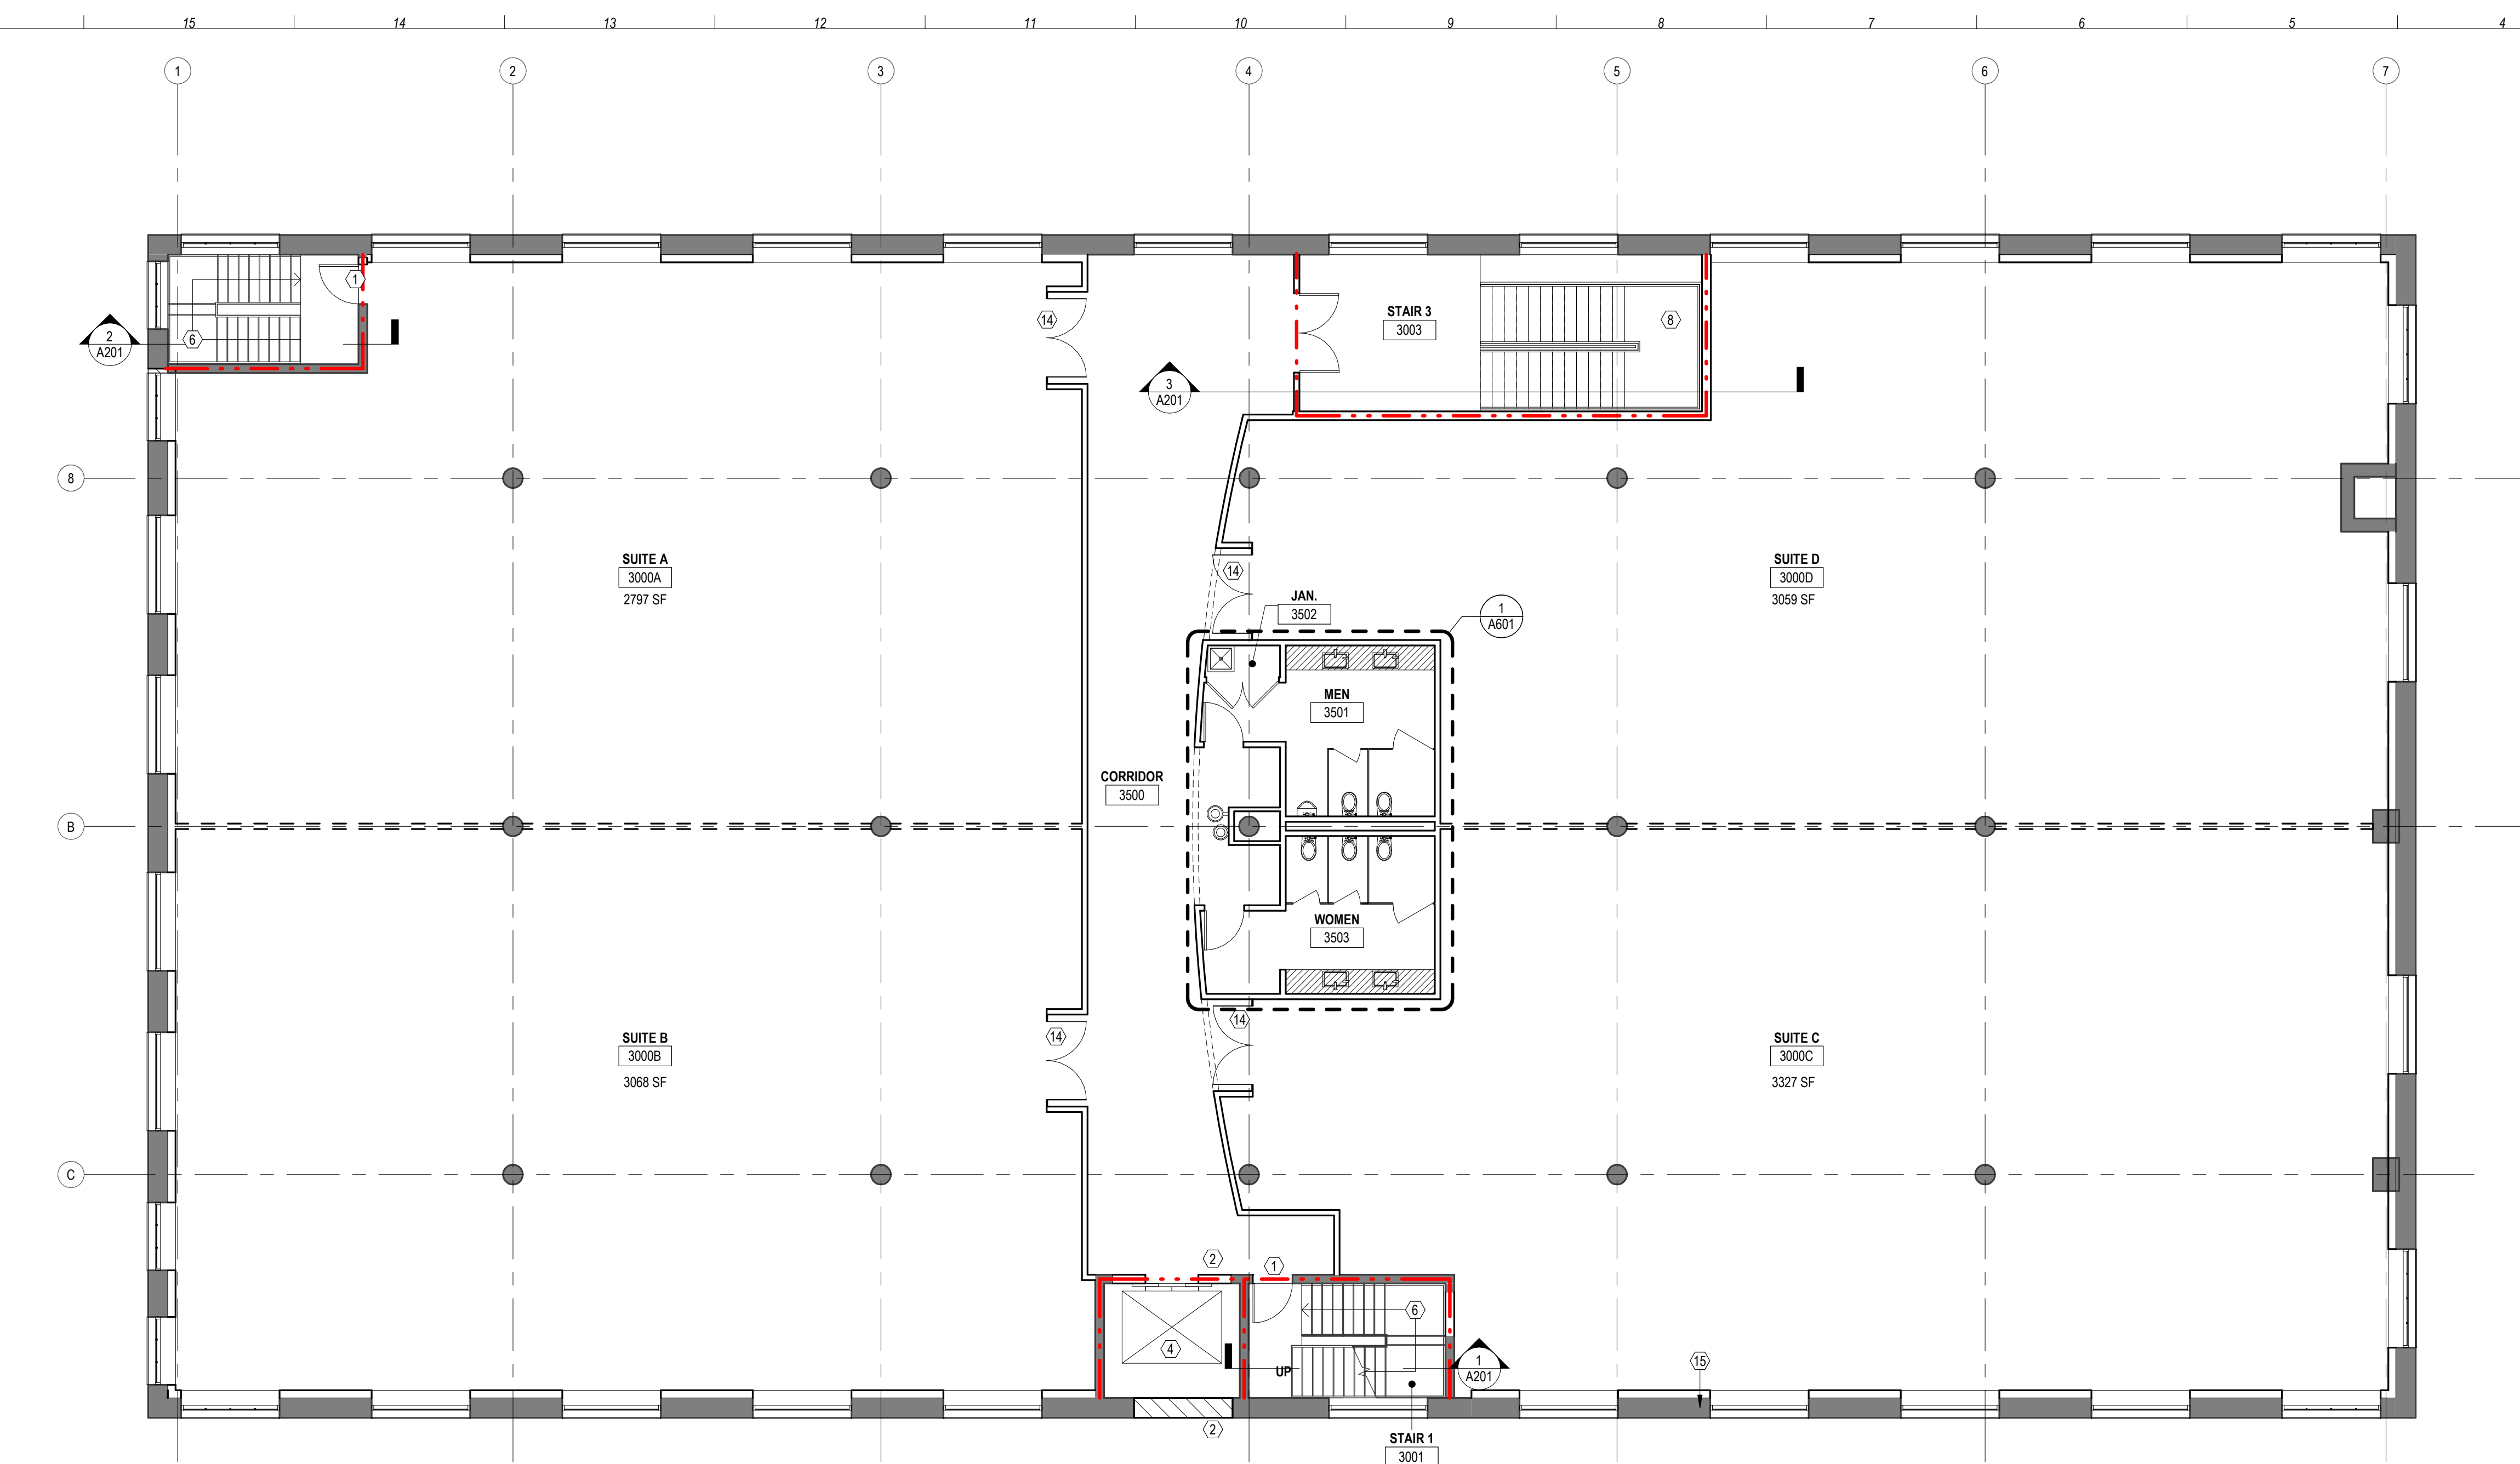 15 14 13 12 11 10 9 8 7 6 5 4
1 2 3 4 5 6 7
1
6
2
A201
14
STAIR 3
3003
8
3
A201
8
SUITE A
3000A
2797 SF
14
JAN.
3502
1
A601
SUITE D
3000D
3059 SF
MEN
3501
CORRIDOR
3500
B
WOMEN
3503
14
14
SUITE B
3000B
3068 SF
SUITE C
3000C
3327 SF
C
2
1
4
6
UP
1
A201
15
2
STAIR 1
3001